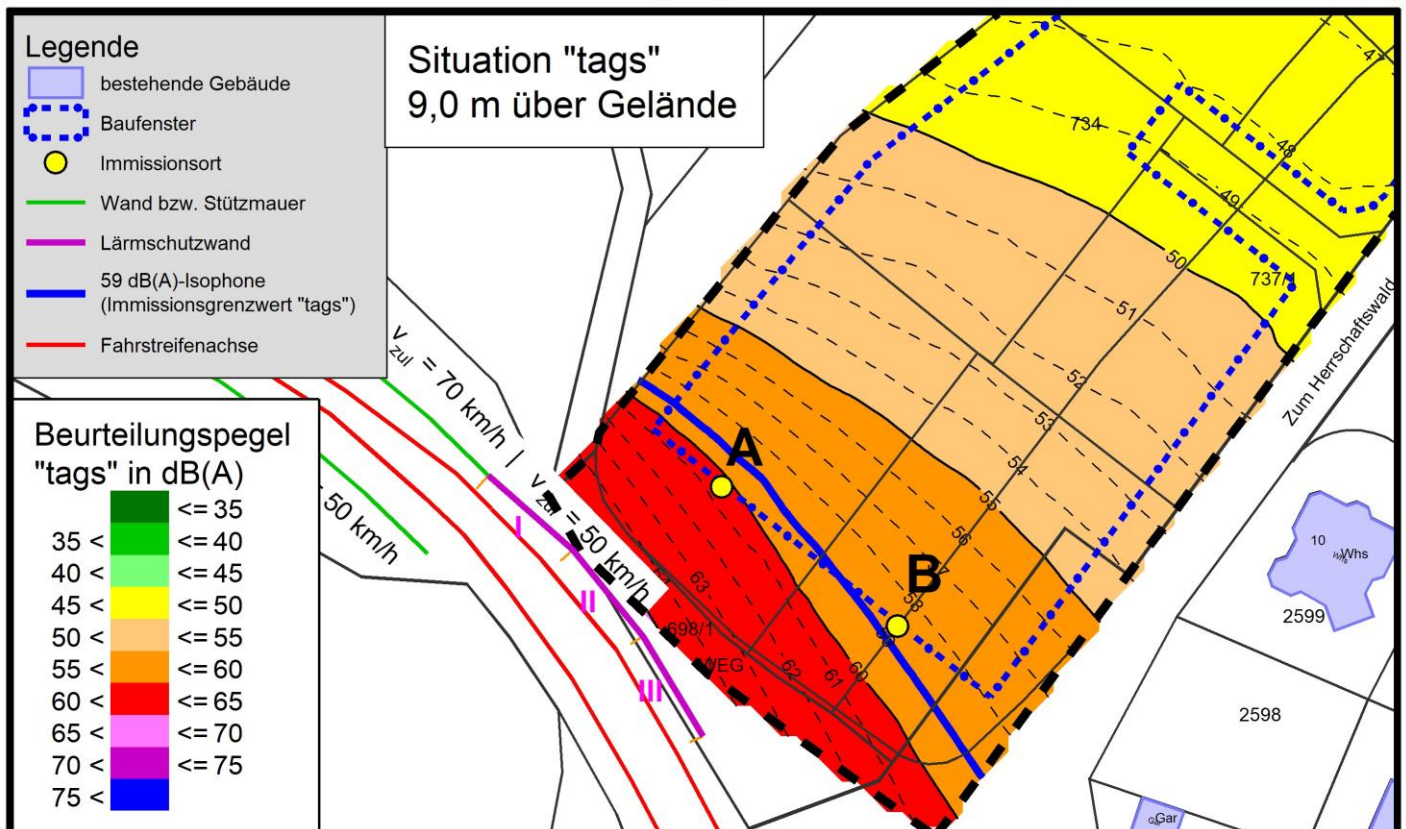 Legende
bestehende Gebäude
Baufenster
Immissionsort
Wand bzw. Stützmauer
Lärmschutzwand
59 dB(A)-Isophone
(Immissionsgrenzwert "tags")
Fahrstreifenachse
Situation "tags"
9,0 m über Gelände
Beurteilungspegel
"tags" in dB(A)
<= 35
35 < <= 40
40 < <= 45
45 < <= 50
50 < <= 55
55 < <= 60
60 < <= 65
65 < <= 70
70 < <= 75
75 <
vzul = 70 km/h | vzul = 50 km/h
= 50 km/h
I
II
III
A
B
47
48
49
50
51
52
53
54
55
56
58
59
60
61
62
63
734
737/1
698/1
WEG
Zum Herrschaftswald
10
Whs
Whs
2599
2598
Gar
Gar